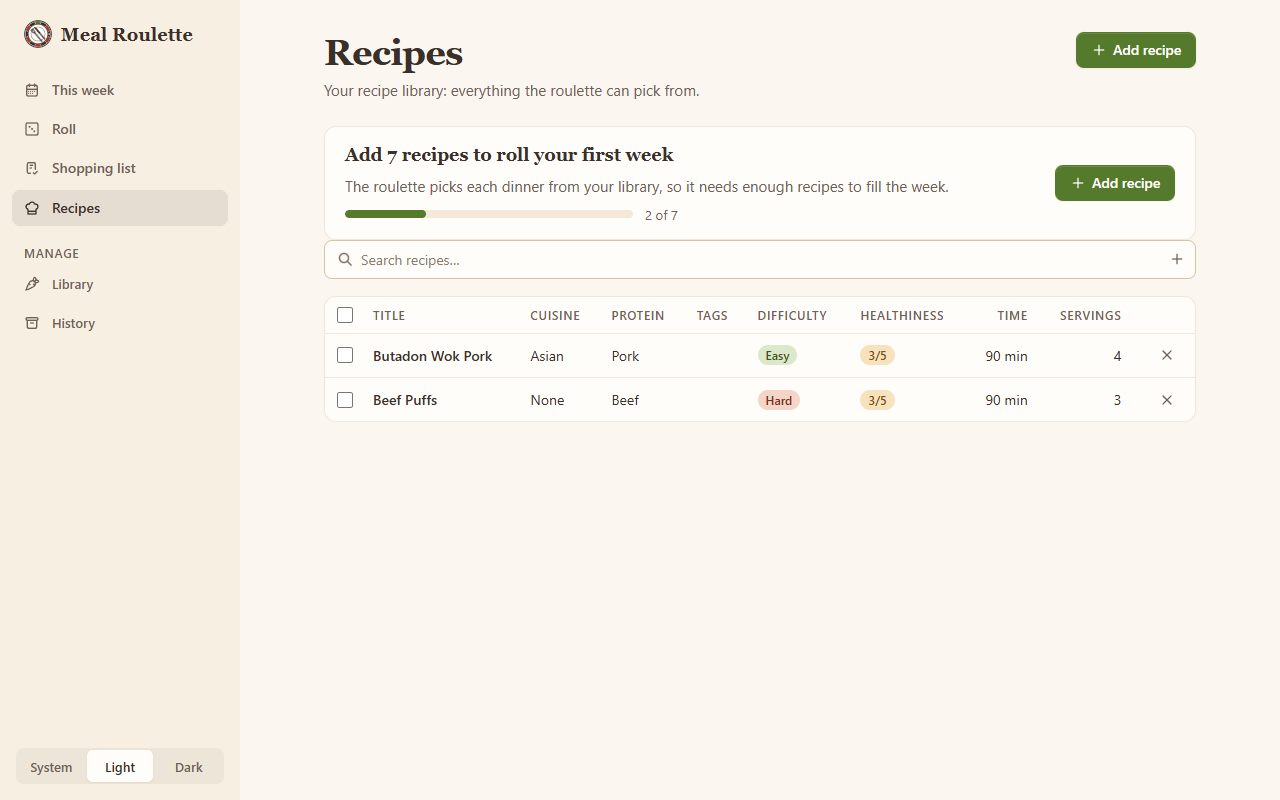 Meal Roulette
This week
Roll
Shopping list
Recipes
MANAGE
Library
History
System Light Dark
Recipes
Add recipe
Your recipe library: everything the roulette can pick from.
Add 7 recipes to roll your first week
The roulette picks each dinner from your library, so it needs enough recipes to fill the week.
Add recipe
2 of 7
Search recipes...
TITLE CUISINE PROTEIN TAGS DIFFICULTY HEALTHINESS TIME SERVINGS
Butadon Wok Pork Asian Pork Easy 3/5 90 min 4
Beef Puffs None Beef Hard 3/5 90 min 3